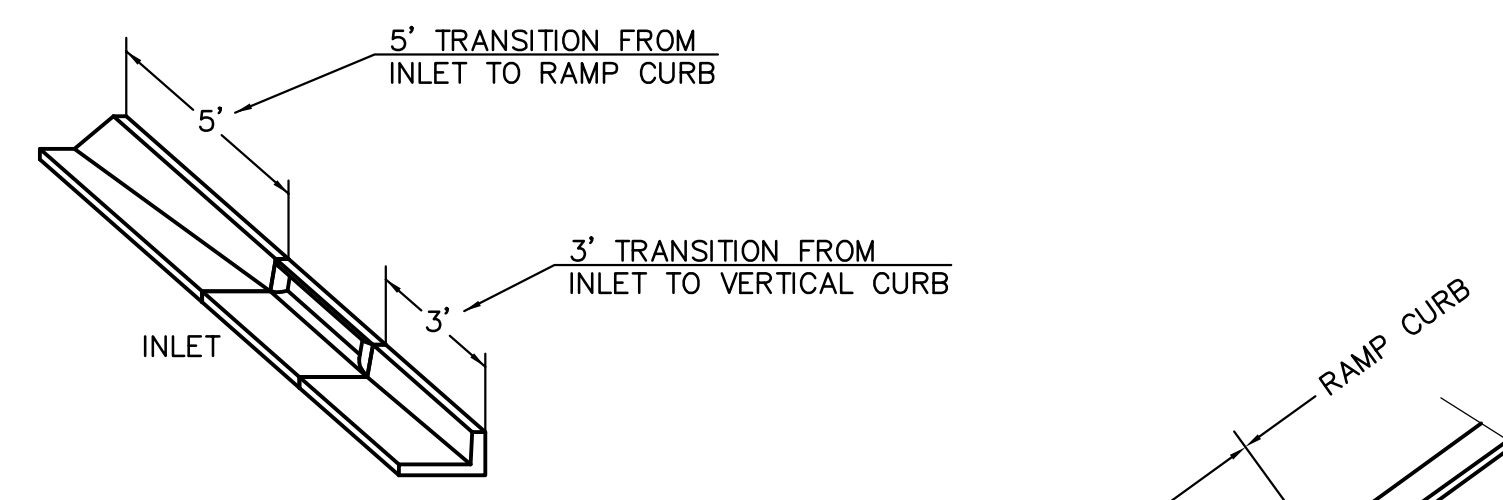 5' TRANSITION FROM
INLET TO RAMP CURB
5'
3' TRANSITION FROM
INLET TO VERTICAL CURB
3'
INLET
RAMP CURB